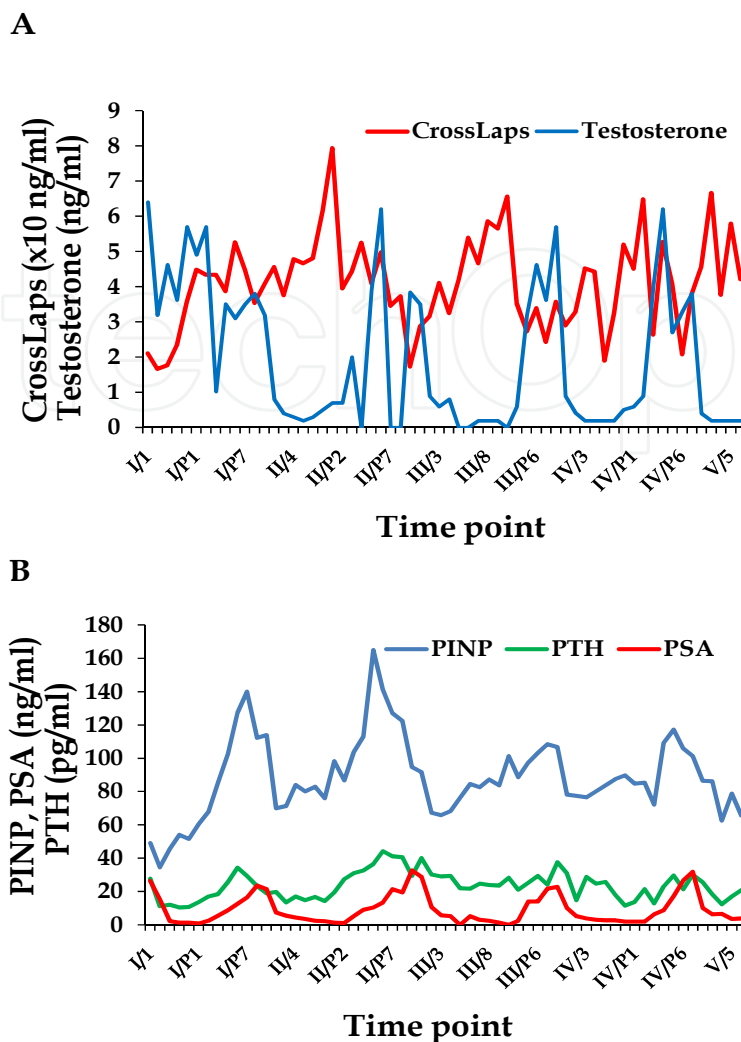 A
CrossLaps (x10 ng/ml)
Testosterone (ng/ml)
9
8
7
6
5
4
3
2
1
0
CrossLaps Testosterone
I/1 I/P1 I/P7 II/4 II/P2 II/P7 III/3 III/8 III/P6 IV/3 IV/P1 IV/P6 V/5
Time point
B
PINP, PSA (ng/ml)
PTH (pg/ml)
180
160
140
120
100
80
60
40
20
0
PINP PTH PSA
I/1 I/P1 I/P7 II/4 II/P2 II/P7 III/3 III/8 III/P6 IV/3 IV/P1 IV/P6 V/5
Time point